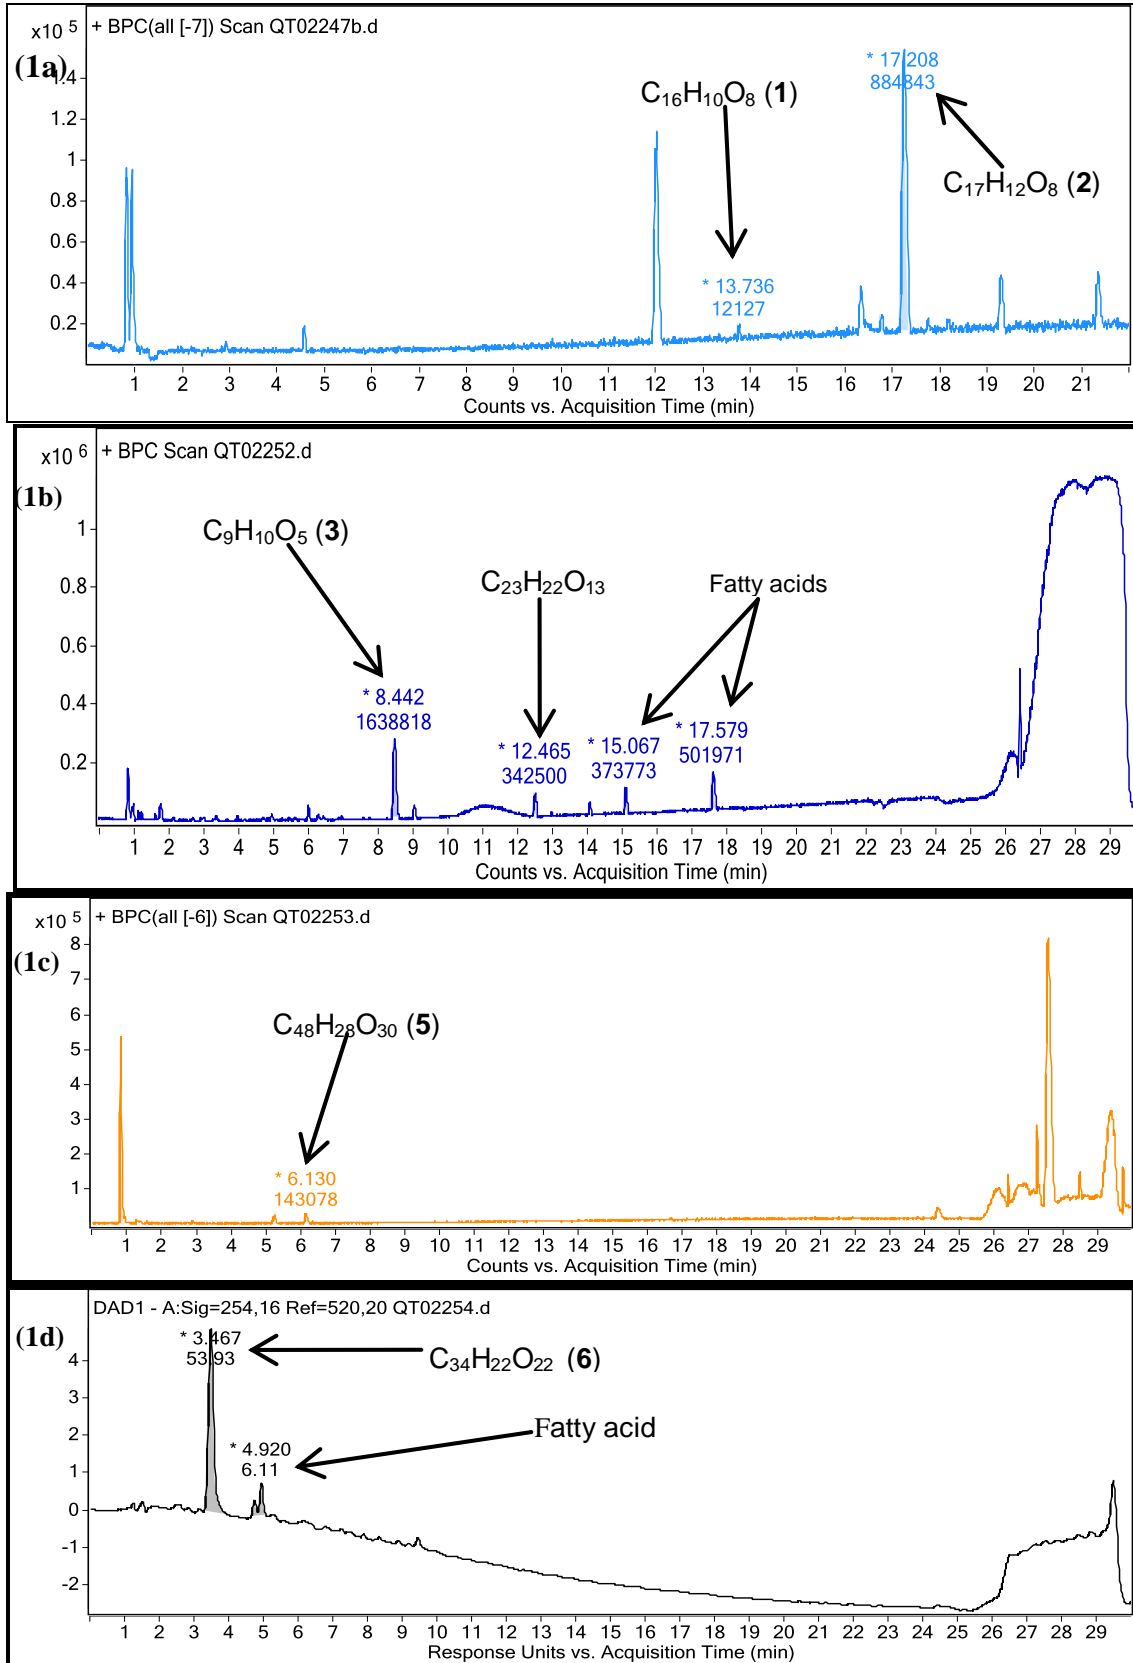 + BPC(all [-7]) Scan QT02247b.d
x10 5
(1a)
1.4
1.2
1
0.8
0.6
0.4
0.2
C16H10O8 (1)
* 17.208
884843
C17H12O8 (2)
* 13.736
12127
1 2 3 4 5 6 7 8 9 10 11 12 13 14 15 16 17 18 19 20 21
Counts vs. Acquisition Time (min)
+ BPC Scan QT02252.d
x10 6
(1b)
1
0.8
0.6
0.4
0.2
C9H10O5 (3)
C23H22O13
Fatty acids
* 8.442
1638818
* 12.465
342500
* 15.067
373773
* 17.579
501971
1 2 3 4 5 6 7 8 9 10 11 12 13 14 15 16 17 18 19 20 21 22 23 24 25 26 27 28 29
Counts vs. Acquisition Time (min)
+ BPC(all [-6]) Scan QT02253.d
x10 5
(1c)
8
7
6
5
4
3
2
1
C48H28O30 (5)
* 6.130
143078
1 2 3 4 5 6 7 8 9 10 11 12 13 14 15 16 17 18 19 20 21 22 23 24 25 26 27 28 29
Counts vs. Acquisition Time (min)
DAD1 - A:Sig=254,16 Ref=520,20 QT02254.d
(1d)
4
3
2
1
0
-1
-2
* 3.467
53.93
C34H22O22 (6)
* 4.920
6.11
Fatty acid
1 2 3 4 5 6 7 8 9 10 11 12 13 14 15 16 17 18 19 20 21 22 23 24 25 26 27 28 29
Response Units vs. Acquisition Time (min)